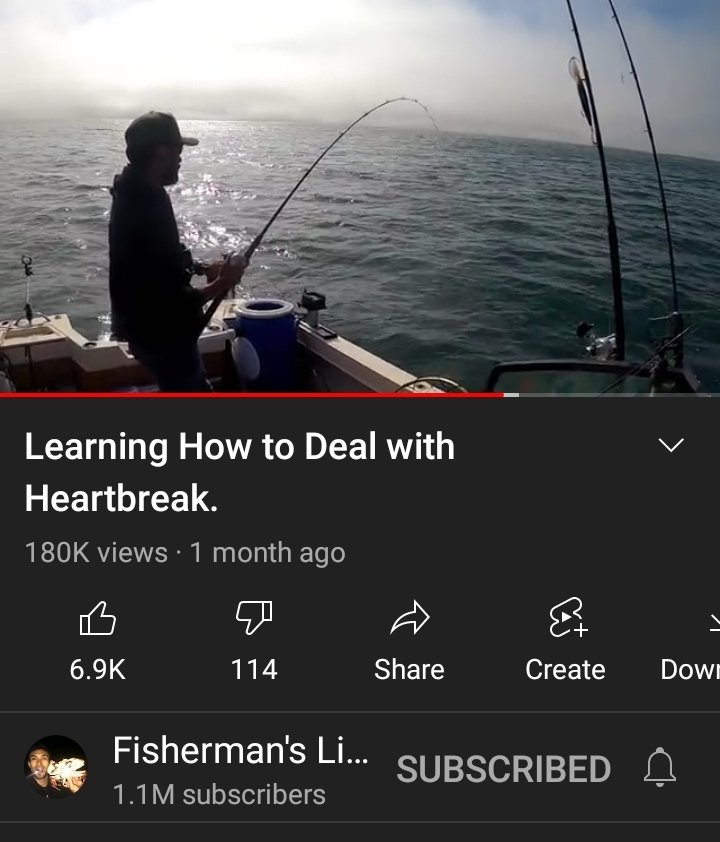 Learning How to Deal with
Heartbreak.
180K views · 1 month ago
6.9K 114 Share Create Down
Fisherman's Li... SUBSCRIBED
1.1M subscribers